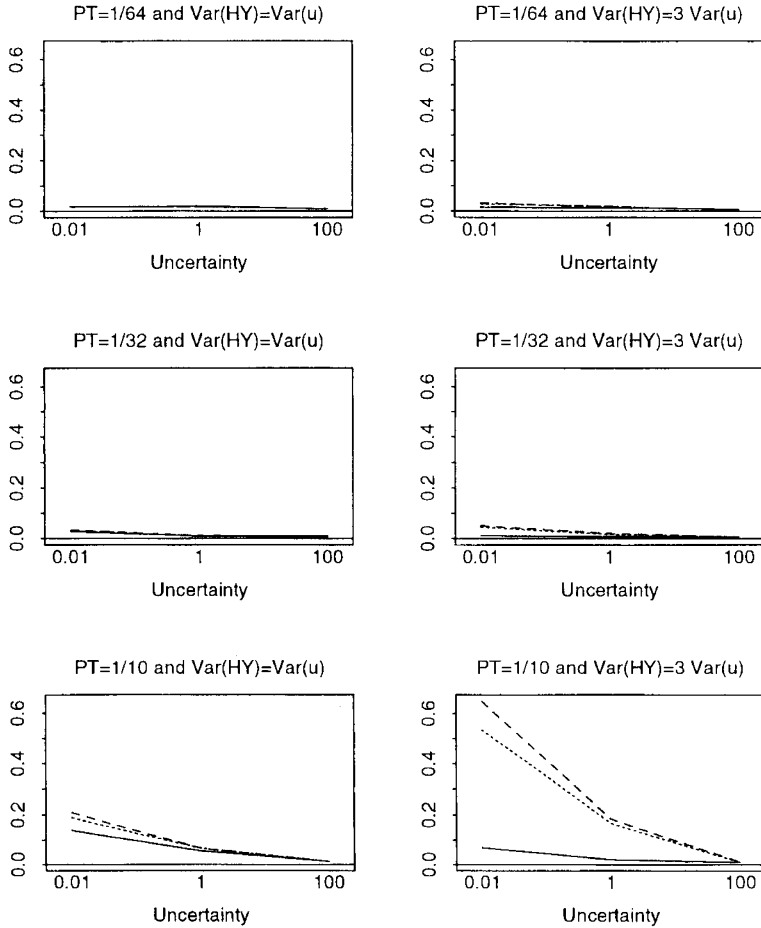 PT=1/64 and Var(HY)=Var(u)
0.6
0.4
0.2
0.0
0.01 1 100
Uncertainty
PT=1/64 and Var(HY)=3 Var(u)
0.6
0.4
0.2
0.0
0.01 1 100
Uncertainty
PT=1/32 and Var(HY)=Var(u)
0.6
0.4
0.2
0.0
0.01 1 100
Uncertainty
PT=1/32 and Var(HY)=3 Var(u)
0.6
0.4
0.2
0.0
0.01 1 100
Uncertainty
PT=1/10 and Var(HY)=Var(u)
0.6
0.4
0.2
0.0
0.01 1 100
Uncertainty
PT=1/10 and Var(HY)=3 Var(u)
0.6
0.4
0.2
0.0
0.01 1 100
Uncertainty